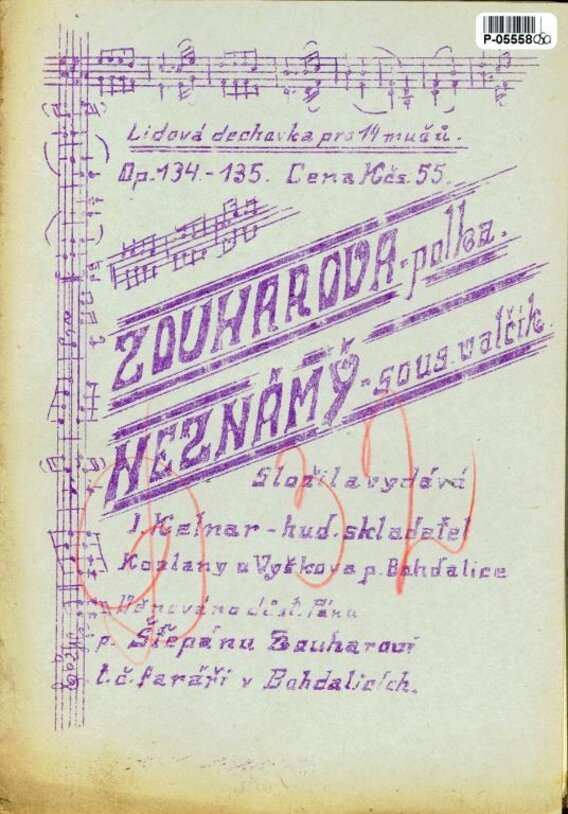 P-05558
Lidová dechovka pro 14 mužů.
Op. 134.-135. Cena Kčs. 55.
ZOUHAROVA-polka.
NEZNÁMÝ-sous. valčík.
Složil a vydává
J. Kelnar - hud. skladatel
Kozlany u Vyškova p. Bohdalice
Věnováno důst. Pánu
p. Štěpánu Zouharovi
t. č. faráři v Bohdalicích.
32